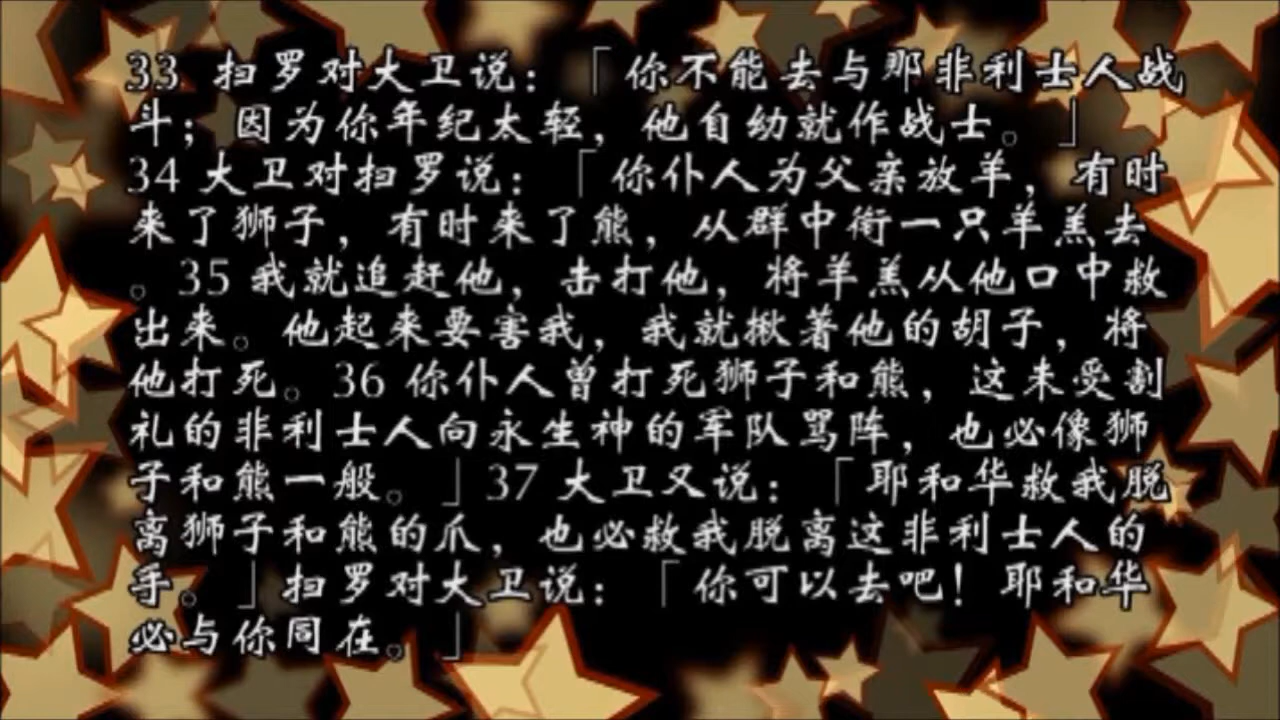 33 扫罗对大卫说：「你不能去与那非利士人战
斗；因为你年纪太轻，他自幼就作战士。」
34 大卫对扫罗说：「你仆人为父亲放羊，有时
来了狮子，有时来了熊，从群中衔一只羊羔去
。35 我就追赶他，击打他，将羊羔从他口中救
出来。他起来要害我，我就揪著他的胡子，将
他打死。36 你仆人曾打死狮子和熊，这未受割
礼的非利士人向永生神的军队骂阵，也必像狮
子和熊一般。」37 大卫又说：「耶和华救我脱
离狮子和熊的爪，也必救我脱离这非利士人的
手。」扫罗对大卫说：「你可以去吧！耶和华
必与你同在。」